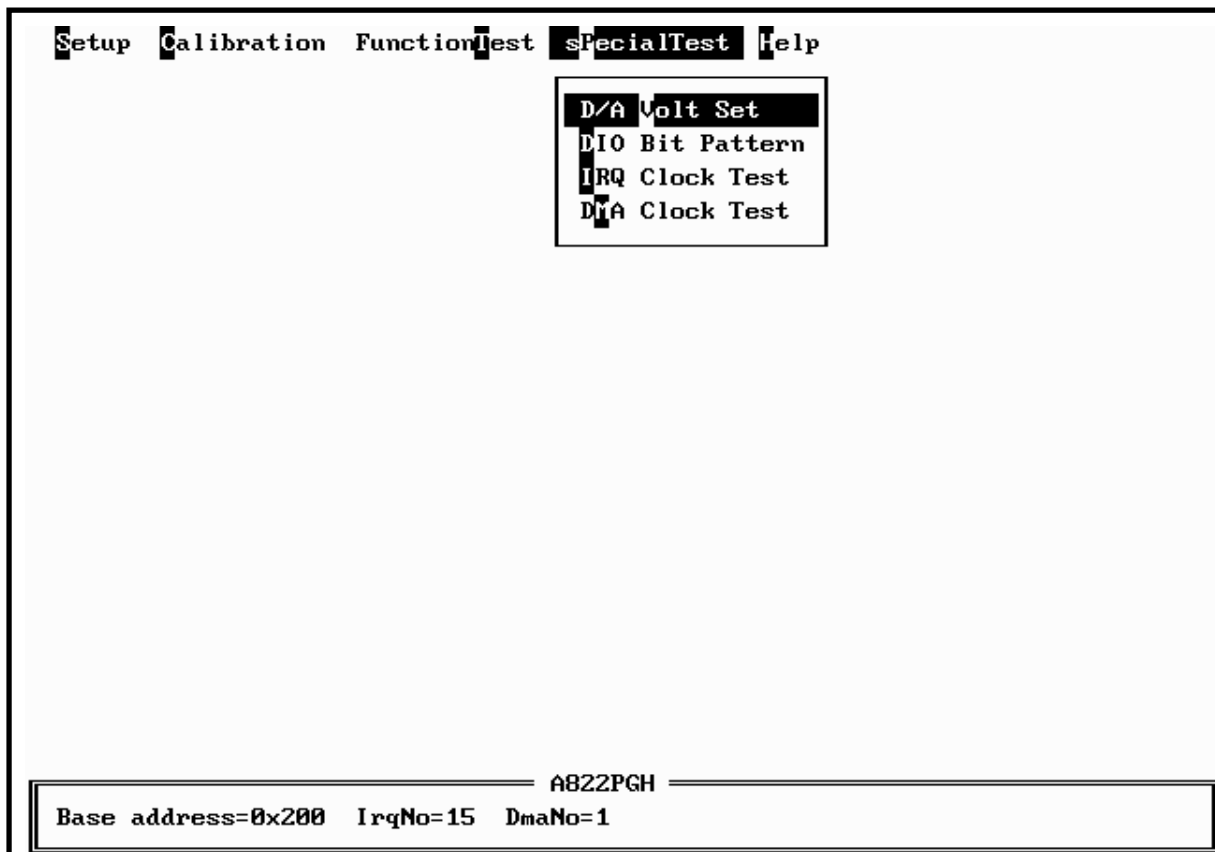 Setup Calibration FunctionTest sPecialTest Help
D/A Volt Set
DIO Bit Pattern
IRQ Clock Test
DMA Clock Test
A822PGH
Base address=0x200 IrqNo=15 DmaNo=1